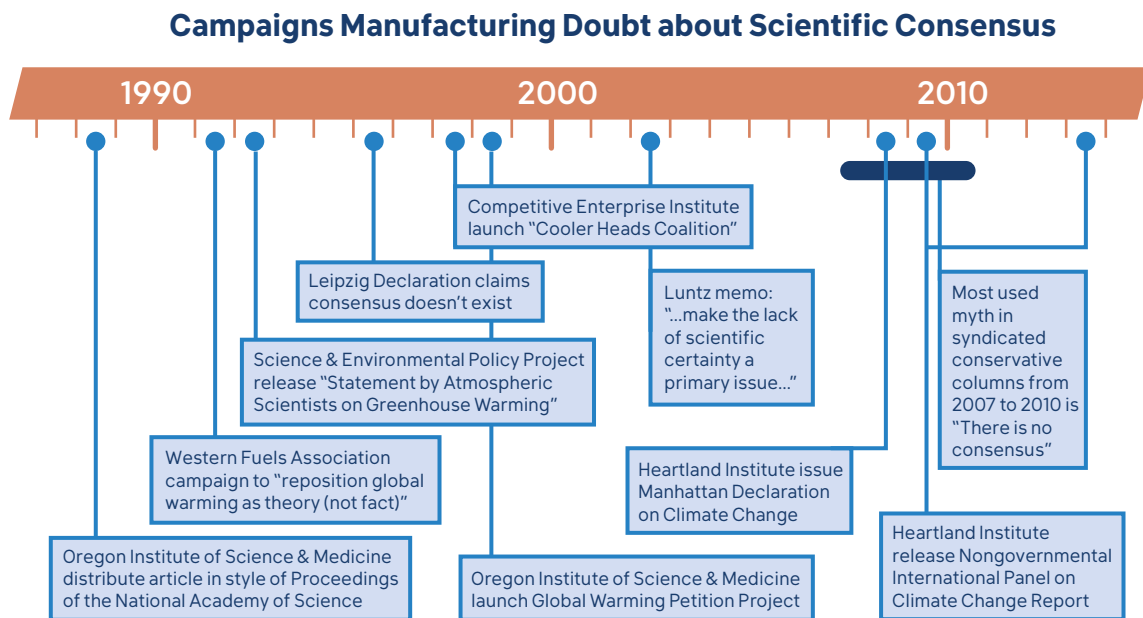 Campaigns Manufacturing Doubt about Scientific Consensus
1990
2000
2010
Competitive Enterprise Institute
launch “Cooler Heads Coalition”
Leipzig Declaration claims
consensus doesn’t exist
Luntz memo:
“...make the lack
of scientific
certainty a
primary issue...”
Most used
myth in
syndicated
conservative
columns from
2007 to 2010 is
“There is no
consensus”
Science & Environmental Policy Project
release “Statement by Atmospheric
Scientists on Greenhouse Warming”
Western Fuels Association
campaign to “reposition global
warming as theory (not fact)”
Heartland Institute issue
Manhattan Declaration
on Climate Change
Oregon Institute of Science & Medicine
distribute article in style of Proceedings
of the National Academy of Science
Oregon Institute of Science & Medicine
launch Global Warming Petition Project
Heartland Institute
release Nongovernmental
International Panel on
Climate Change Report